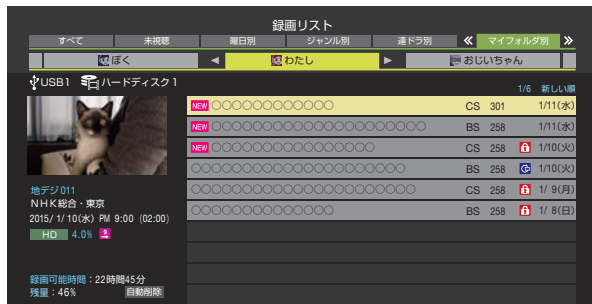 録画リスト
すべて 未視聴 曜日別 ジャンル別 連ドラ別 マイフォルダ別
ぼく わたし おじいちゃん
USB1 ハードディスク1
1/6 新しい順
NEW ○○○○○○○○○○○○ CS 301 1/11(水)
NEW ○○○○○○○○○○○○○○○○○○○○○ BS 258 1/11(水)
NEW ○○○○○○○○○○○○○○○○ CS 258 1/10(火)
○○○○○○○○○○○○○○○○○○○○○ BS 258 1/10(火)
○○○○○○○○○○○○○○○○○○○○○○ CS 258 1/ 9(月)
○○○○○○○○○○○○○○ BS 258 1/ 8(日)
地デジ011
NHK総合・東京
2015/ 1/10(火) PM 9:00 (02:00)
HD 4.0% 9
録画可能時間：22時間45分
残量：46% 自動削除